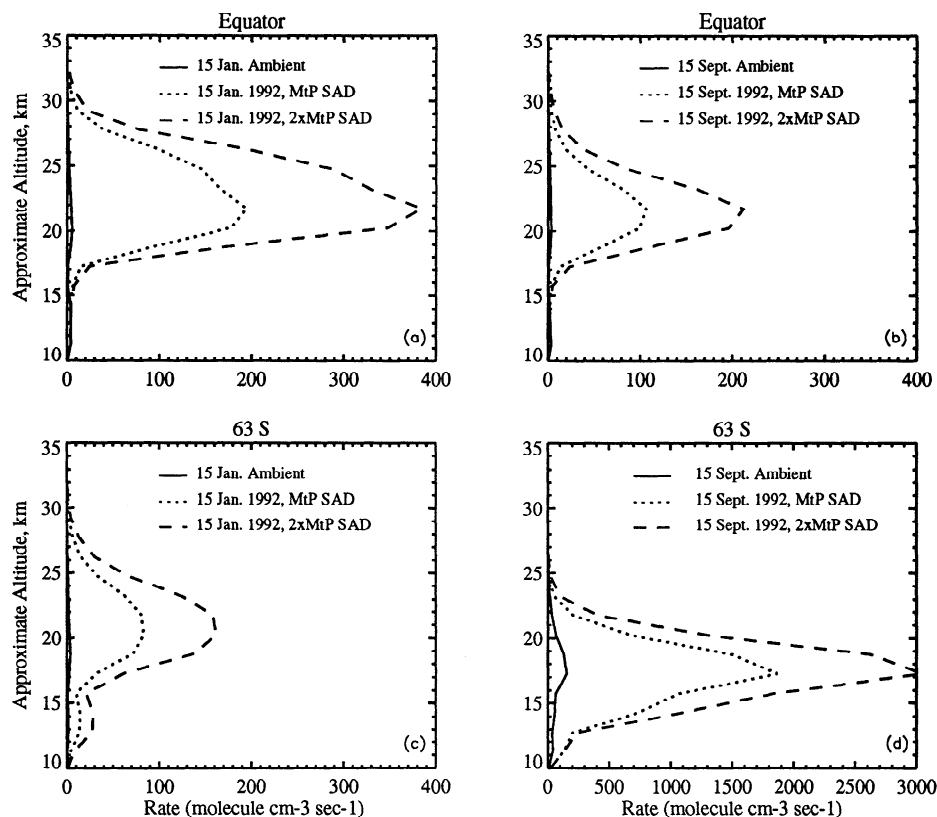 Equator
35
30
25
20
15
10
Approximate Altitude, km
15 Jan. Ambient
15 Jan. 1992, MtP SAD
15 Jan. 1992, 2xMtP SAD
(a)
0 100 200 300 400
Equator
35
30
25
20
15
10
15 Sept. Ambient
15 Sept. 1992, MtP SAD
15 Sept. 1992, 2xMtP SAD
(b)
0 100 200 300 400
63 S
35
30
25
20
15
10
Approximate Altitude, km
15 Jan. Ambient
15 Jan. 1992, MtP SAD
15 Jan. 1992, 2xMtP SAD
(c)
0 100 200 300 400
Rate (molecule cm-3 sec-1)
63 S
35
30
25
20
15
10
15 Sept. Ambient
15 Sept. 1992, MtP SAD
15 Sept. 1992, 2xMtP SAD
(d)
0 500 1000 1500 2000 2500 3000
Rate (molecule cm-3 sec-1)